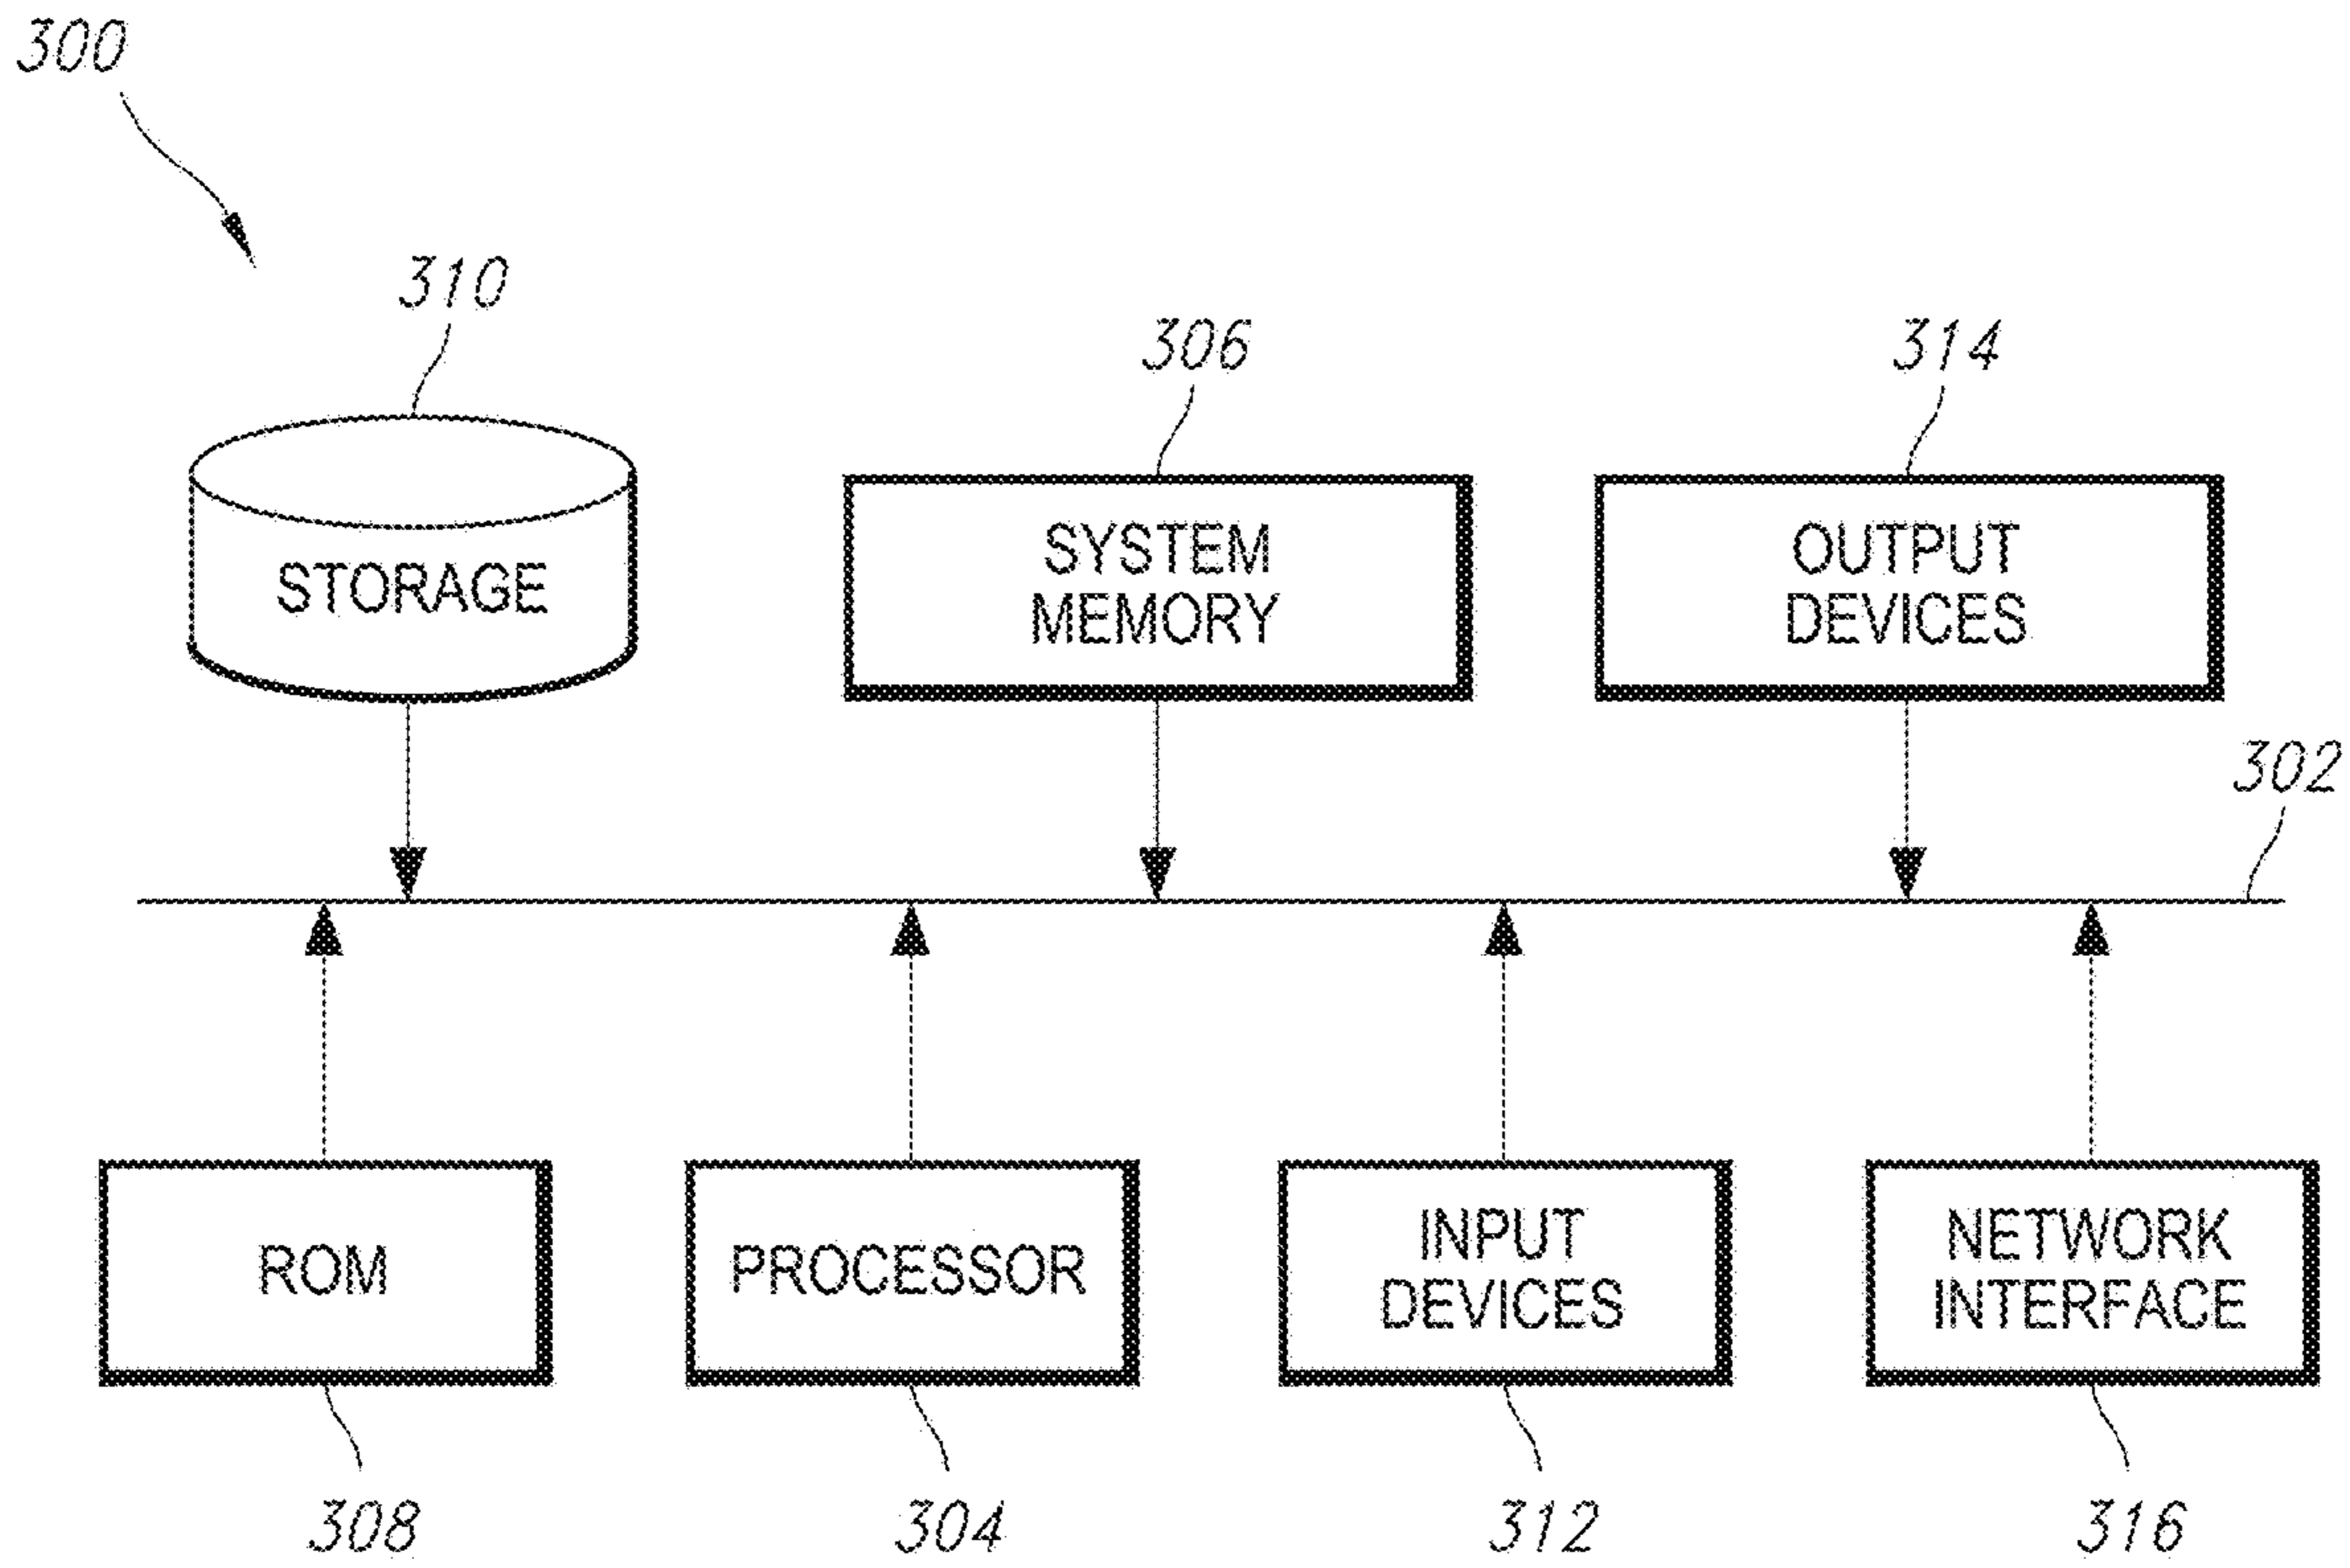 300
310
306
314
STORAGE
SYSTEM
MEMORY
OUTPUT
DEVICES
302
ROM
PROCESSOR
INPUT
DEVICES
NETWORK
INTERFACE
308
304
312
316